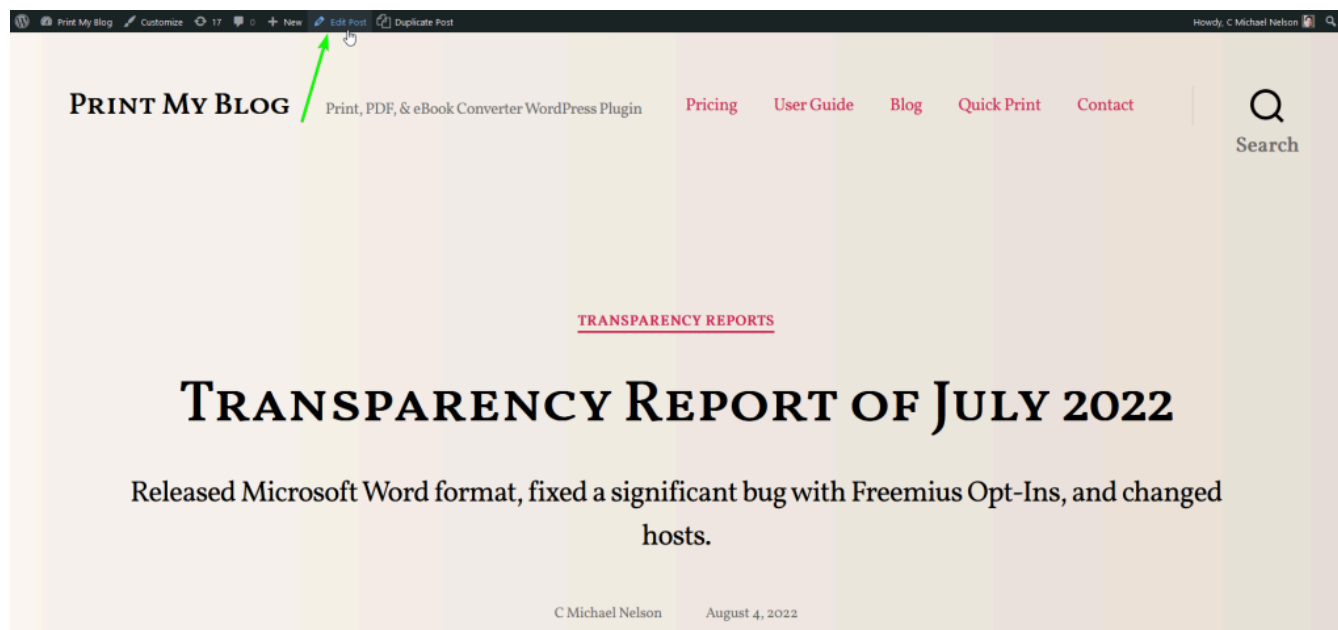 Print My Blog Customize 17 0 New Edit Post Duplicate Post Howdy, C Michael Nelson
Print My Blog Print, PDF, & eBook Converter WordPress Plugin Pricing User Guide Blog Quick Print Contact
Search
TRANSPARENCY REPORTS
Transparency Report of July 2022
Released Microsoft Word format, fixed a significant bug with Freemius Opt-Ins, and changed
hosts.
C Michael Nelson August 4, 2022